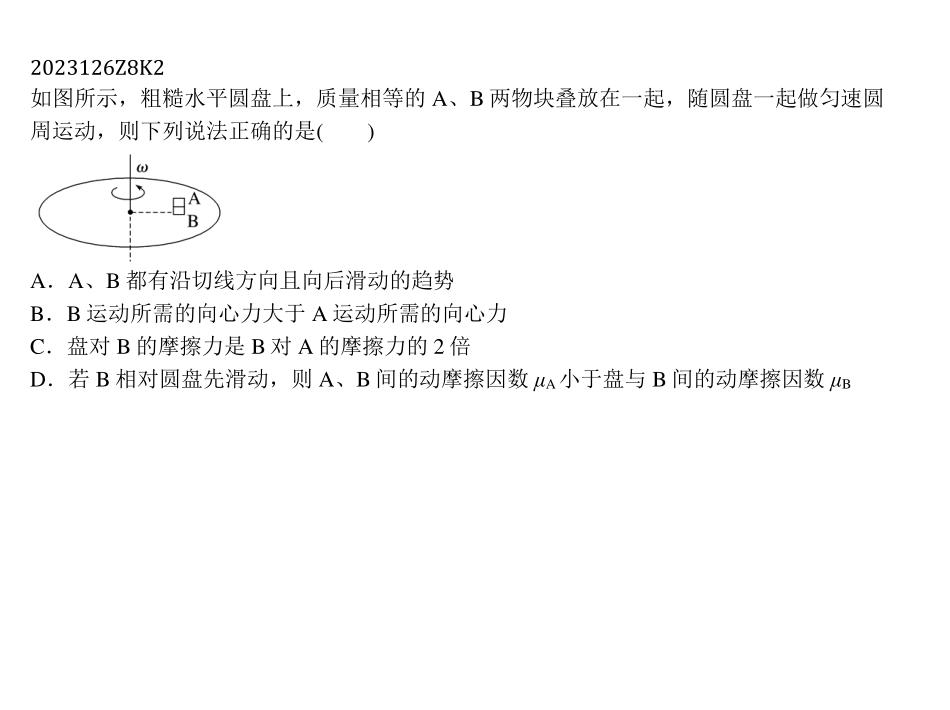 2023126Z8K2
如图所示，粗糙水平圆盘上，质量相等的 A、B 两物块叠放在一起，随圆盘一起做匀速圆
周运动，则下列说法正确的是(　　)
ω
A
B
A．A、B 都有沿切线方向且向后滑动的趋势
B．B 运动所需的向心力大于 A 运动所需的向心力
C．盘对 B 的摩擦力是 B 对 A 的摩擦力的 2 倍
D．若 B 相对圆盘先滑动，则 A、B 间的动摩擦因数 μA 小于盘与 B 间的动摩擦因数 μB